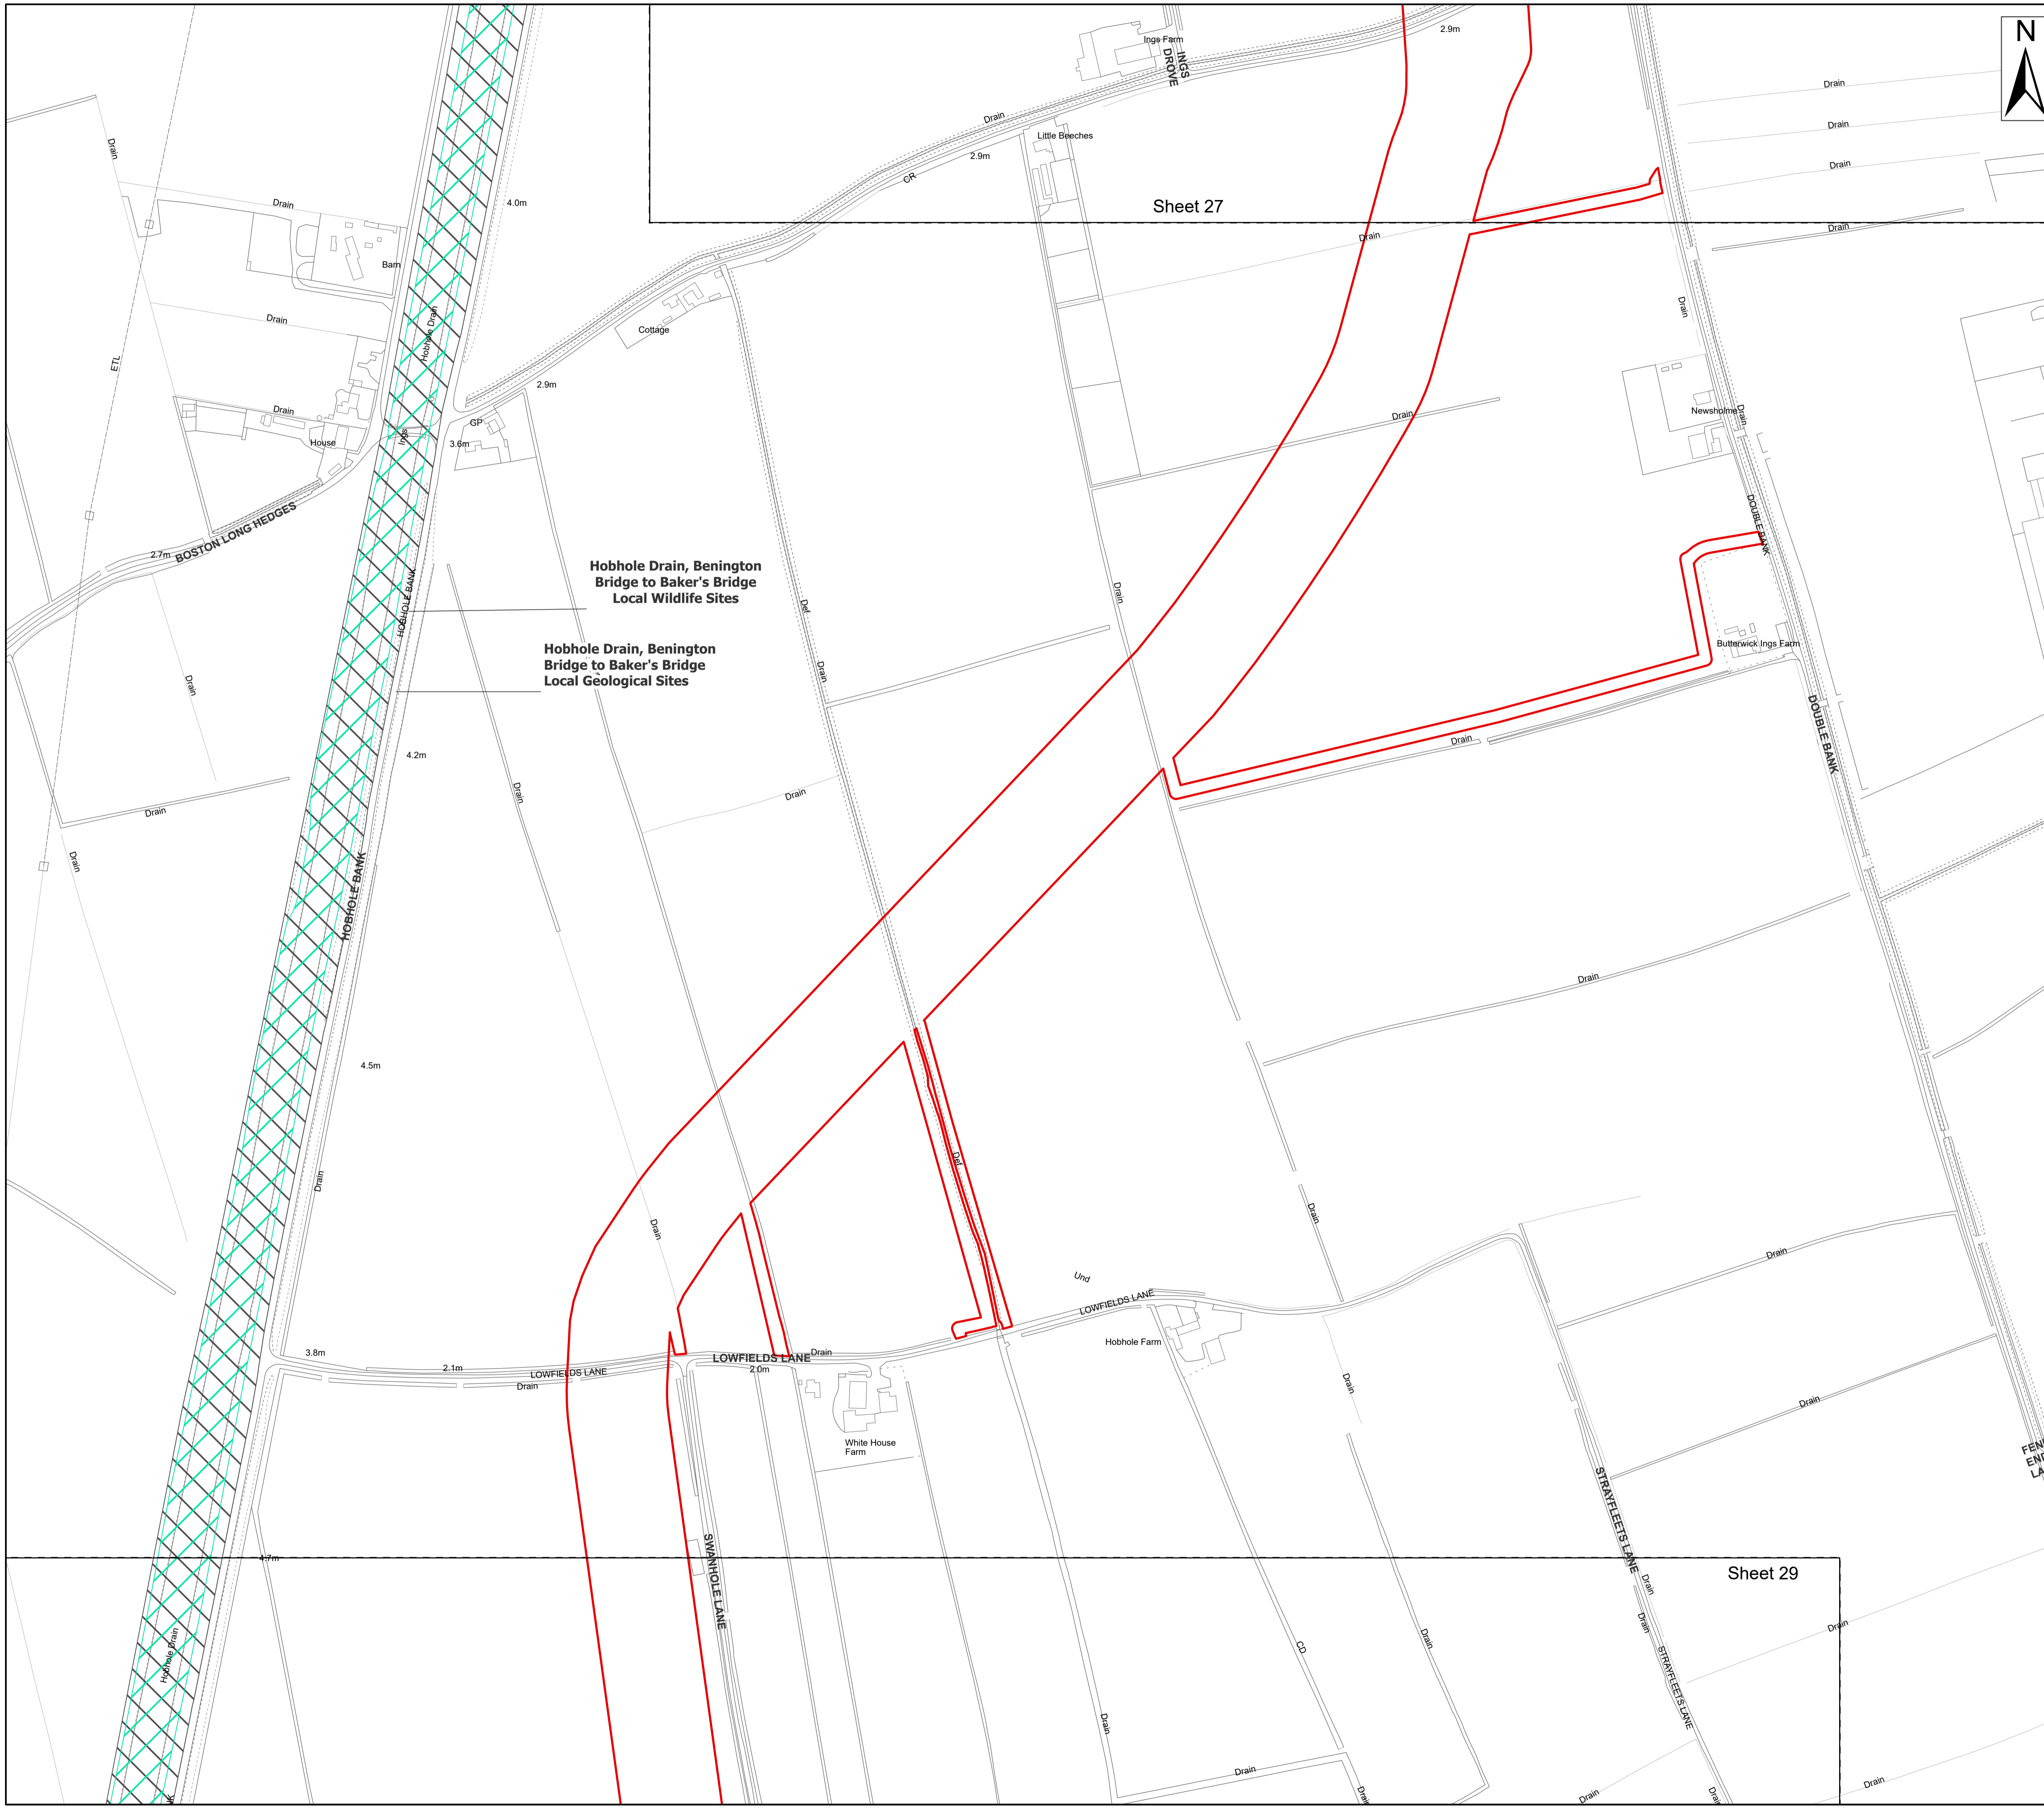 2.9m
N
Ings Farm
INGS
DROVE
Drain
Drain
Little Beeches
Drain
Drain
2.9m
Drain
CR
Drain
4.0m
Sheet 27
Drain
Drain
Barn
Drain
Hobhole Drain
Drain
Cottage
ETL
2.9m
Drain
House
Ings
GP
3.6m
Drain
Newsholme
Drain
BOSTON LONG HEDGES
2.7m
DOUBLE BANK
Hobhole Drain, Benington
Bridge to Baker's Bridge
Local Wildlife Sites
HOBHOLE BANK
Def
Drain
Hobhole Drain, Benington
Bridge to Baker's Bridge
Local Geological Sites
Butterwick Ings Farm
Drain
Drain
DOUBLE BANK
Drain
4.2m
Drain
Drain
Drain
Drain
HOBHOLE BANK
Drain
4.5m
Def
Drain
Drain
Drain
Drain
Und
LOWFIELDS LANE
Hobhole Farm
3.8m
2.1m
LOWFIELDS LANE
Drain
LOWFIELDS LANE
2.0m
Drain
Drain
Drain
White House
Farm
FEN
END
LA
STRAYFLEETS LANE
4.7m
SWANHOLE LANE
Sheet 29
Drain
Hobhole Drain
Drain
Drain
CD
Drain
STRAYFLEETS LANE
Drain
Drain
Drain
Drain
Drain
Drain